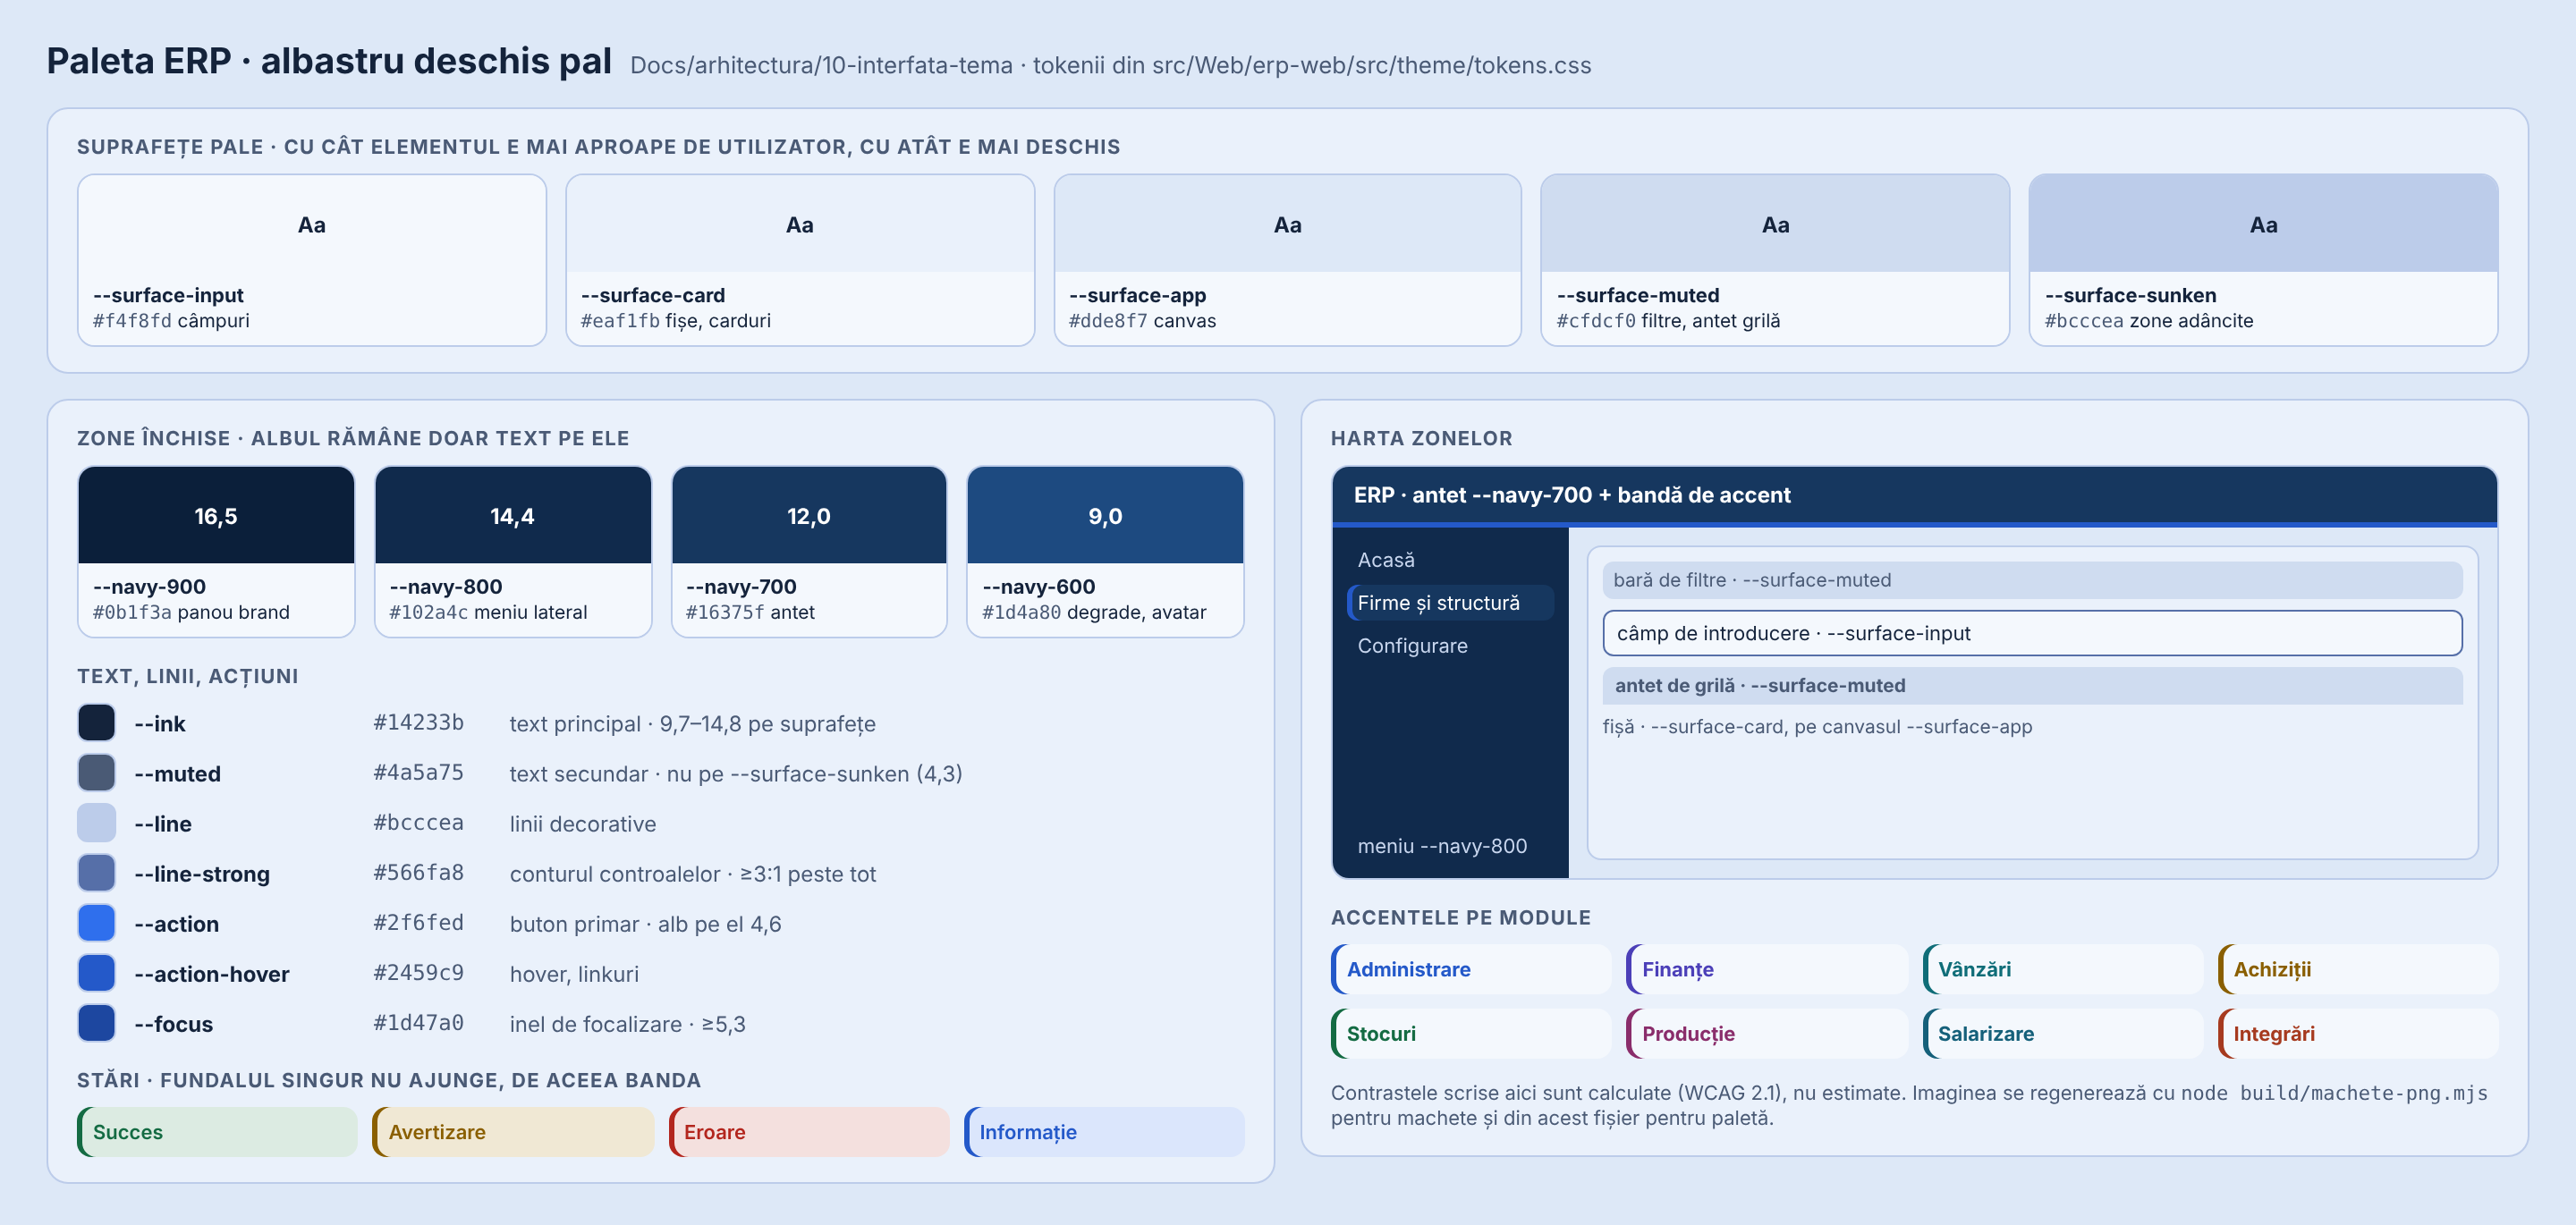 Paleta ERP · albastru deschis pal Docs/arhitectura/10-interfata-tema · tokenii din src/Web/erp-web/src/theme/tokens.css
SUPRAFEȚE PALE · CU CÂT ELEMENTUL E MAI APROAPE DE UTILIZATOR, CU ATÂT E MAI DESCHIS
Aa
--surface-input
#f4f8fd câmpuri
Aa
--surface-card
#eaf1fb fișe, carduri
Aa
--surface-app
#dde8f7 canvas
Aa
--surface-muted
#cfdcf0 filtre, antet grilă
Aa
--surface-sunken
#bcccea zone adâncite
ZONE ÎNCHISE · ALBUL RĂMÂNE DOAR TEXT PE ELE
16,5
--navy-900
#0b1f3a panou brand
14,4
--navy-800
#102a4c meniu lateral
12,0
--navy-700
#16375f antet
9,0
--navy-600
#1d4a80 degrade, avatar
TEXT, LINII, ACȚIUNI
--ink #14233b text principal · 9,7–14,8 pe suprafețe
--muted #4a5a75 text secundar · nu pe --surface-sunken (4,3)
--line #bcccea linii decorative
--line-strong #566fa8 conturul controalelor · ≥3:1 peste tot
--action #2f6fed buton primar · alb pe el 4,6
--action-hover #2459c9 hover, linkuri
--focus #1d47a0 inel de focalizare · ≥5,3
STĂRI · FUNDALUL SINGUR NU AJUNGE, DE ACEEA BANDA
Succes
Avertizare
Eroare
Informație
HARTA ZONELOR
ERP · antet --navy-700 + bandă de accent
Acasă
Firme și structură
Configurare
meniu --navy-800
bară de filtre · --surface-muted
câmp de introducere · --surface-input
antet de grilă · --surface-muted
fișă · --surface-card, pe canvasul --surface-app
ACCENTELE PE MODULE
Administrare
Finanțe
Vânzări
Achiziții
Stocuri
Producție
Salarizare
Integrări
Contrastele scrise aici sunt calculate (WCAG 2.1), nu estimate. Imaginea se regenerează cu node build/machete-png.mjs
pentru machete și din acest fișier pentru paletă.